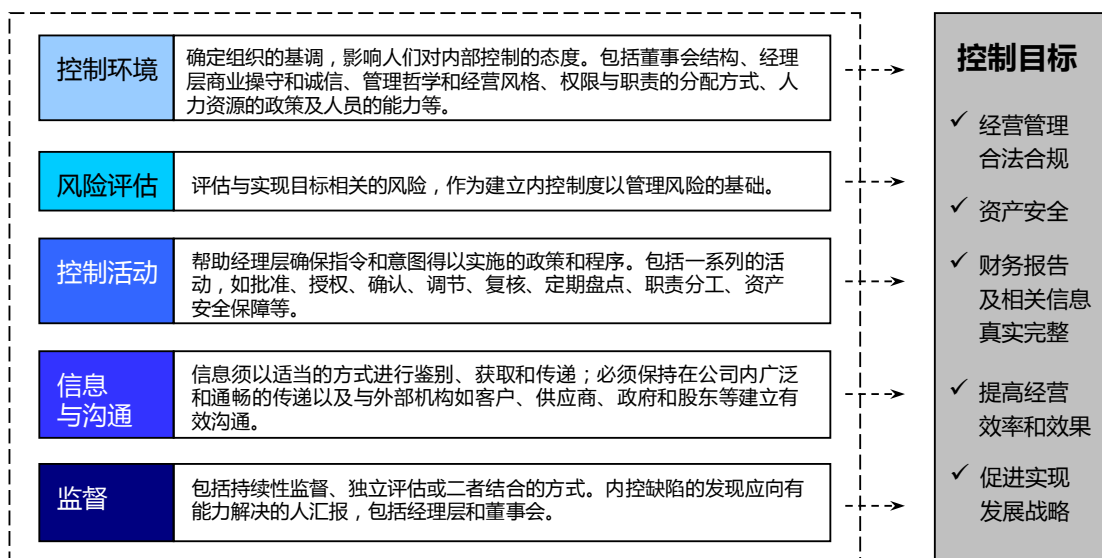 控制环境
确定组织的基调，影响人们对内部控制的态度。包括董事会结构、经理
层商业操守和诚信、管理哲学和经营风格、权限与职责的分配方式、人
力资源的政策及人员的能力等。
风险评估
评估与实现目标相关的风险，作为建立内控制度以管理风险的基础。
控制活动
帮助经理层确保指令和意图得以实施的政策和程序。包括一系列的活
动，如批准、授权、确认、调节、复核、定期盘点、职责分工、资产
安全保障等。
信息
与沟通
信息须以适当的方式进行鉴别、获取和传递；必须保持在公司内广泛
和通畅的传递以及与外部机构如客户、供应商、政府和股东等建立有
效沟通。
监督
包括持续性监督、独立评估或二者结合的方式。内控缺陷的发现应向有
能力解决的人汇报，包括经理层和董事会。
控制目标
✓ 经营管理
合法合规
✓ 资产安全
✓ 财务报告
及相关信息
真实完整
✓ 提高经营
效率和效果
✓ 促进实现
发展战略